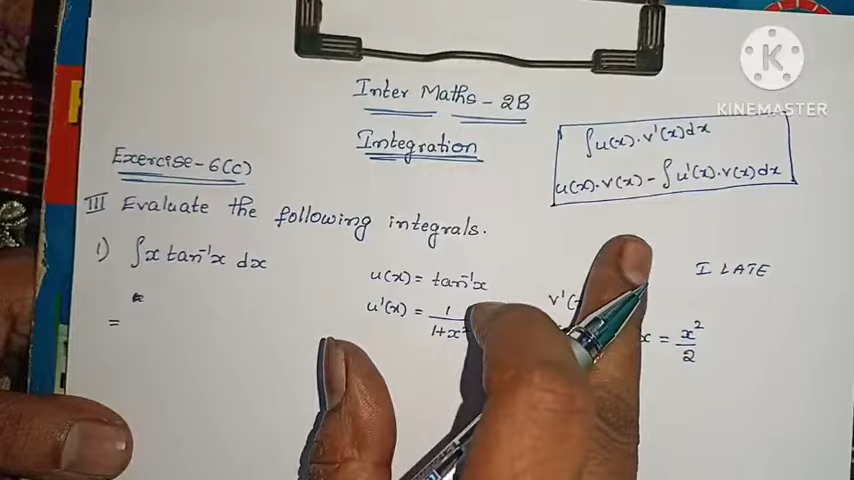 Inter Maths - 2B
Integration
KINEMASTER
∫u(x).v'(x)dx
u(x).v(x) - ∫u'(x).v(x)dx
Exercise - 6(c)
III Evaluate the following integrals.
1) ∫x tan⁻¹x dx
I LATE
u(x) = tan⁻¹x
v'(
u'(x) = 1/1+x²
x = x²/2
=